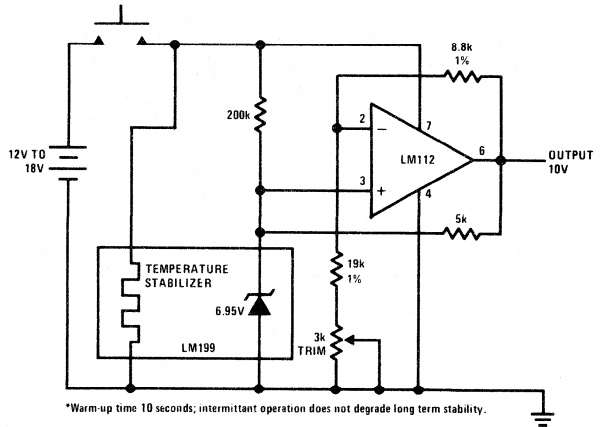 8.8k
1%
200k
2
7
12V TO
18V
LM112
6
OUTPUT
10V
3
4
5k
TEMPERATURE
STABILIZER
19k
1%
6.95V
3k
TRIM
LM199
*Warm-up time 10 seconds; intermittant operation does not degrade long term stability.